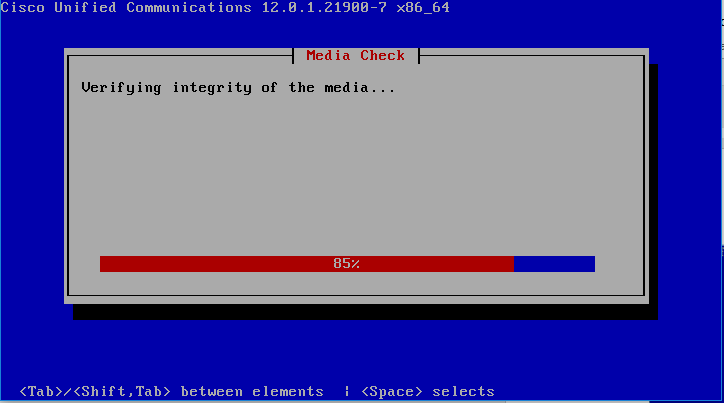 Cisco Unified Communications 12.0.1.21900-7 x86_64
Media Check
Verifying integrity of the media...
85%
<Tab>/<Shift,Tab> between elements | <Space> selects